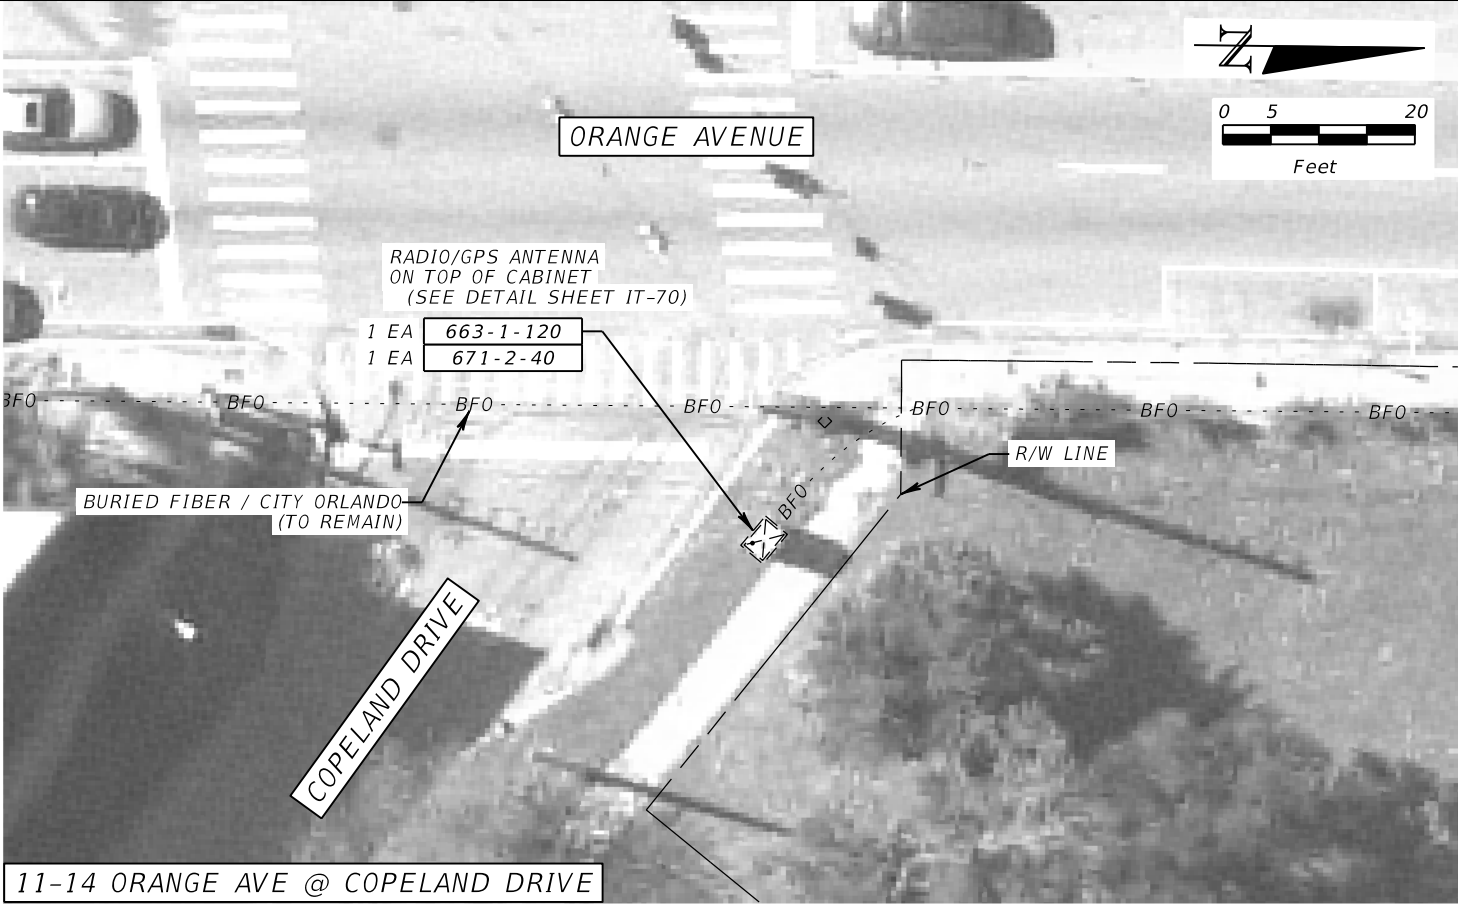 N
0 5 20
Feet
ORANGE AVENUE
RADIO/GPS ANTENNA
ON TOP OF CABINET
(SEE DETAIL SHEET IT-70)
1 EA 663-1-120
1 EA 671-2-40
BFO BFO BFO BFO BFO BFO BFO
R/W LINE
BFO
BURIED FIBER / CITY ORLANDO
(TO REMAIN)
COPELAND DRIVE
11-14 ORANGE AVE @ COPELAND DRIVE